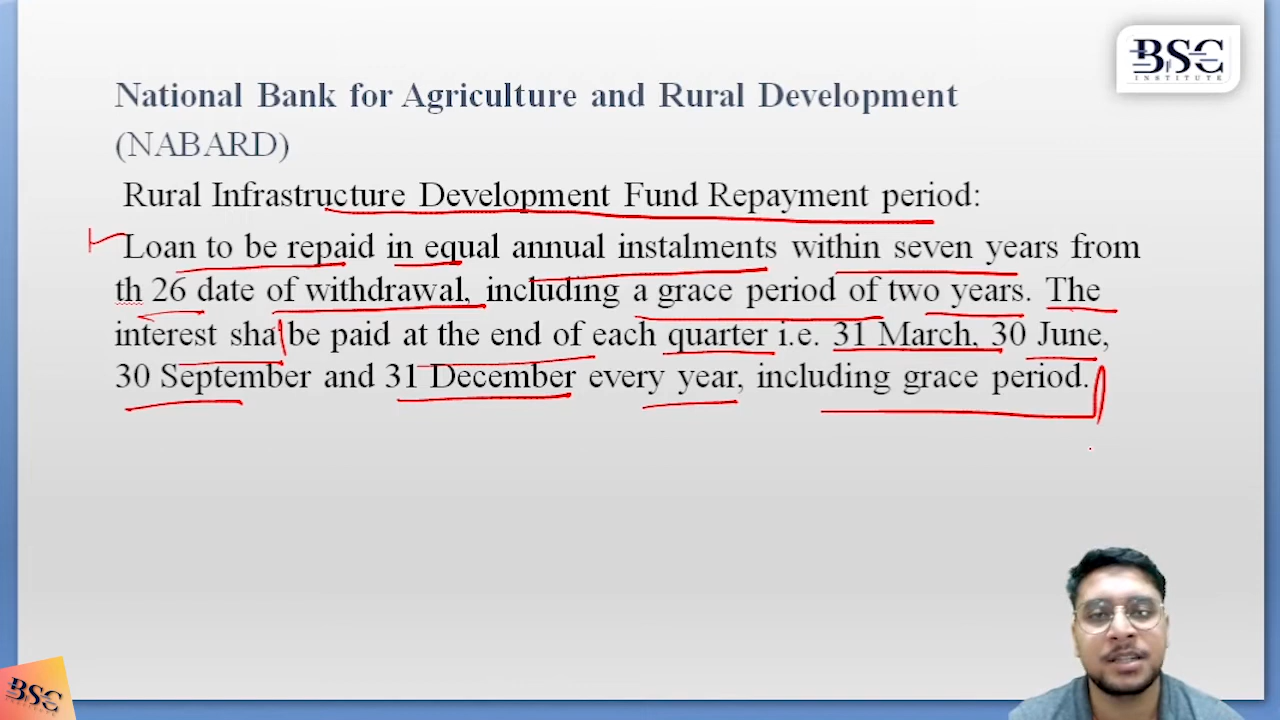 BSC
INSTITUTE
National Bank for Agriculture and Rural Development
(NABARD)
Rural Infrastructure Development Fund Repayment period:
Loan to be repaid in equal annual instalments within seven years from
th 26 date of withdrawal, including a grace period of two years. The
interest sha be paid at the end of each quarter i.e. 31 March, 30 June,
30 September and 31 December every year, including grace period.
BSC